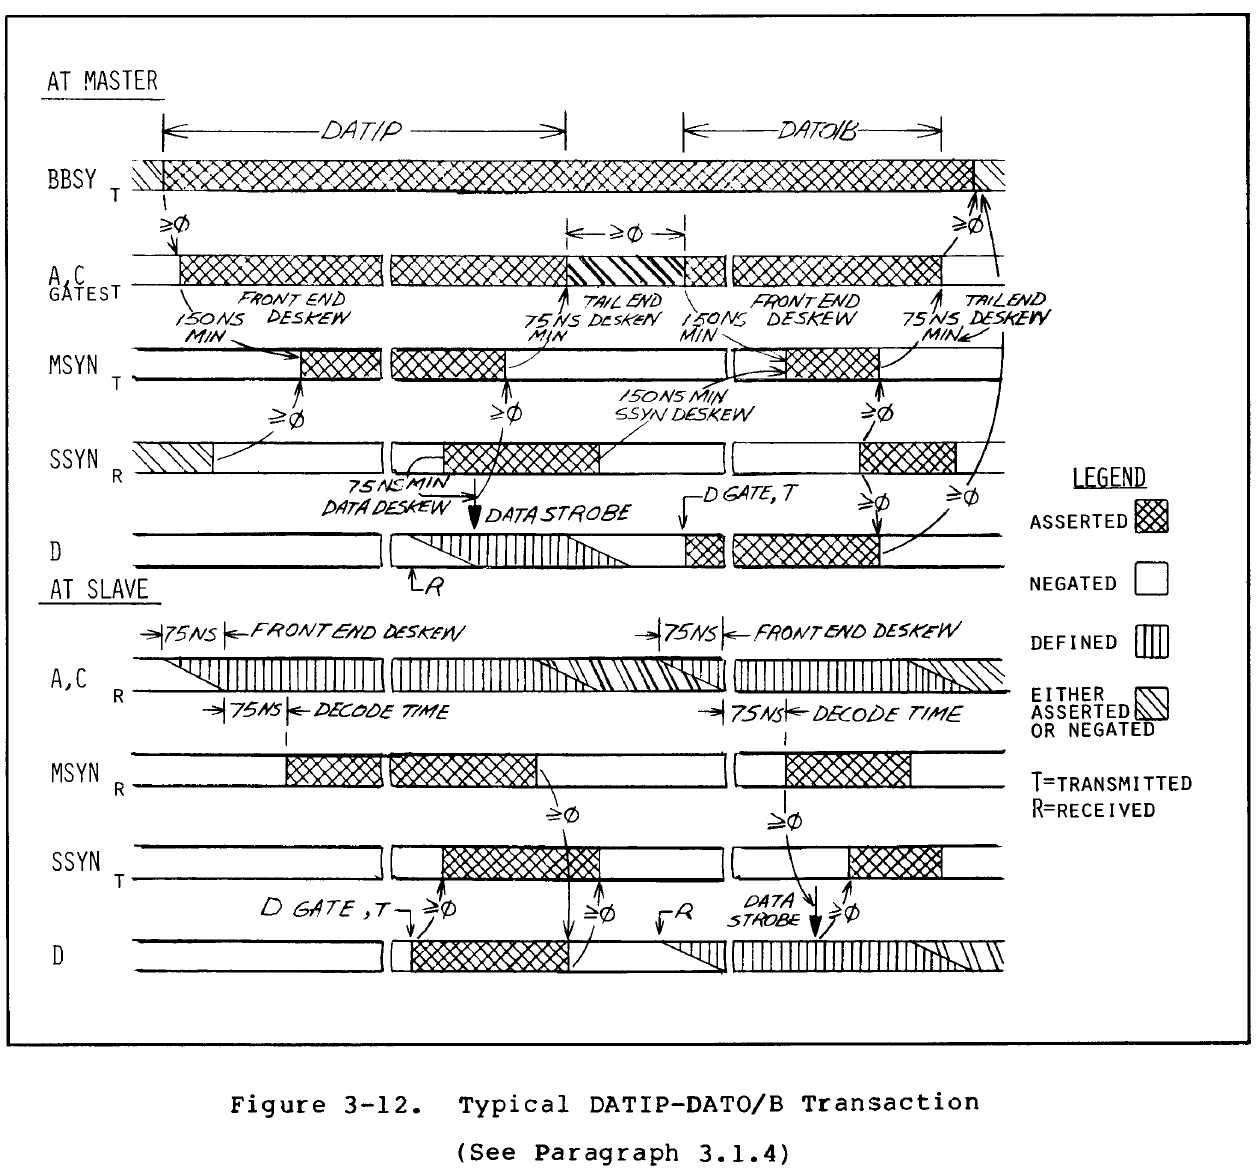 AT MASTER
DATIP
DATO/B
BBSY T
≥Ø
≥Ø
≥Ø
A,C
GATES T
FRONT END
DESKEW
150NS
MIN
75NS
MIN
TAIL END
DESKEW
150NS
MIN
FRONT END
DESKEW
75NS
MIN
TAIL END
DESKEW
MSYN T
≥Ø
≥Ø
150NS MIN
SSYN DESKEW
≥Ø
SSYN R
75NS MIN
DATA DESKEW
DATA STROBE
D GATE, T
≥Ø
≥Ø
D
R
AT SLAVE
75NS
FRONT END DESKEW
75NS
FRONT END DESKEW
A,C R
75NS
DECODE TIME
75NS
DECODE TIME
MSYN R
≥Ø
≥Ø
SSYN T
D GATE, T
≥Ø
≥Ø
R
DATA
STROBE
≥Ø
D
LEGEND
ASSERTED
NEGATED
DEFINED
EITHER
ASSERTED
OR NEGATED
T=TRANSMITTED
R=RECEIVED
Figure 3-12. Typical DATIP-DATO/B Transaction
(See Paragraph 3.1.4)